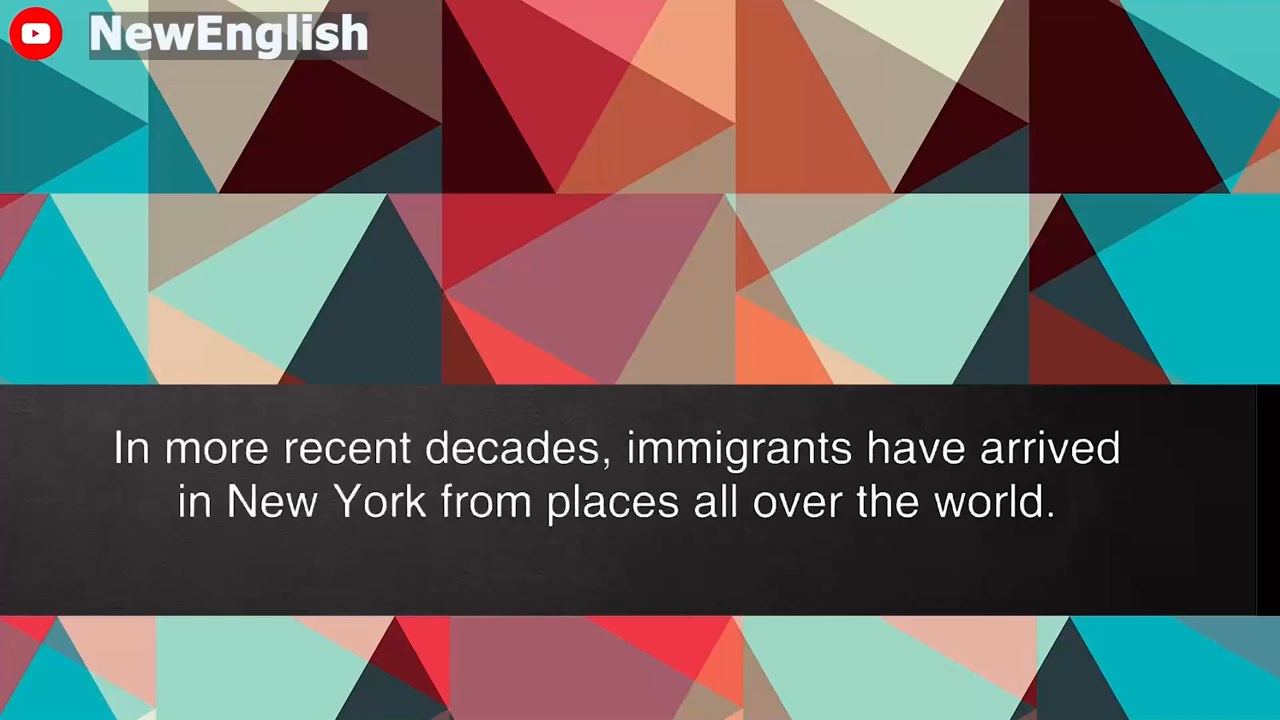 NewEnglish
In more recent decades, immigrants have arrived
in New York from places all over the world.